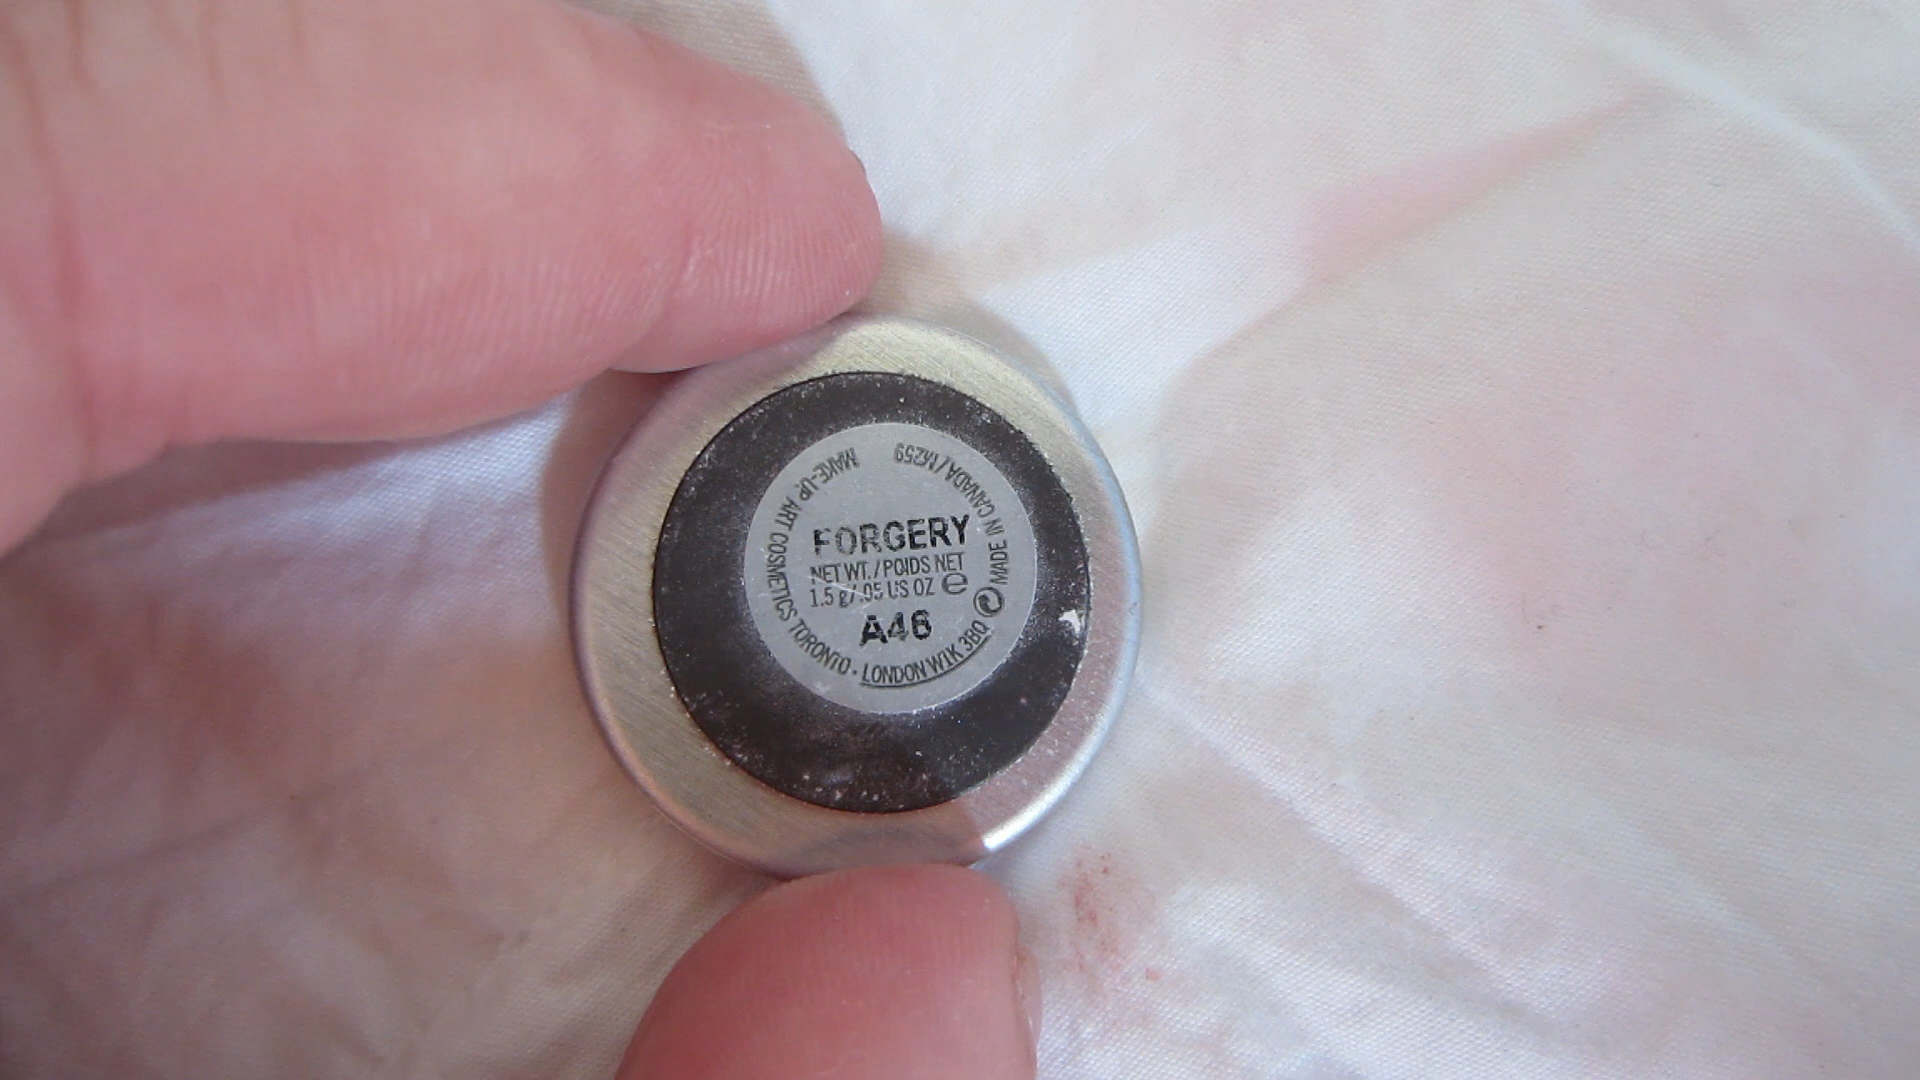 FORGERY
NET WT./POIDS NET
1.5 g/.05 US OZ ℮
A46
MAKE-UP ART COSMETICS TORONTO · LONDON W1K 3BQ MADE IN CANADA/M259